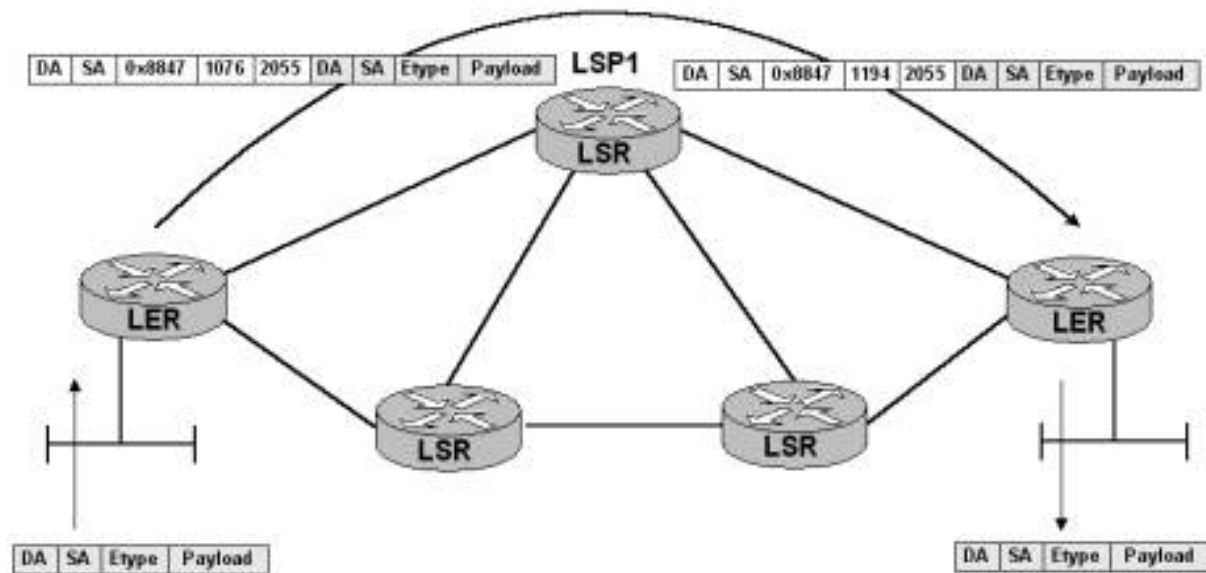 LSP1
DA SA 0x8847 1076 2055 DA SA Etype Payload
DA SA 0x8847 1194 2055 DA SA Etype Payload
LSR
LER
LER
LSR
LSR
DA SA Etype Payload
DA SA Etype Payload